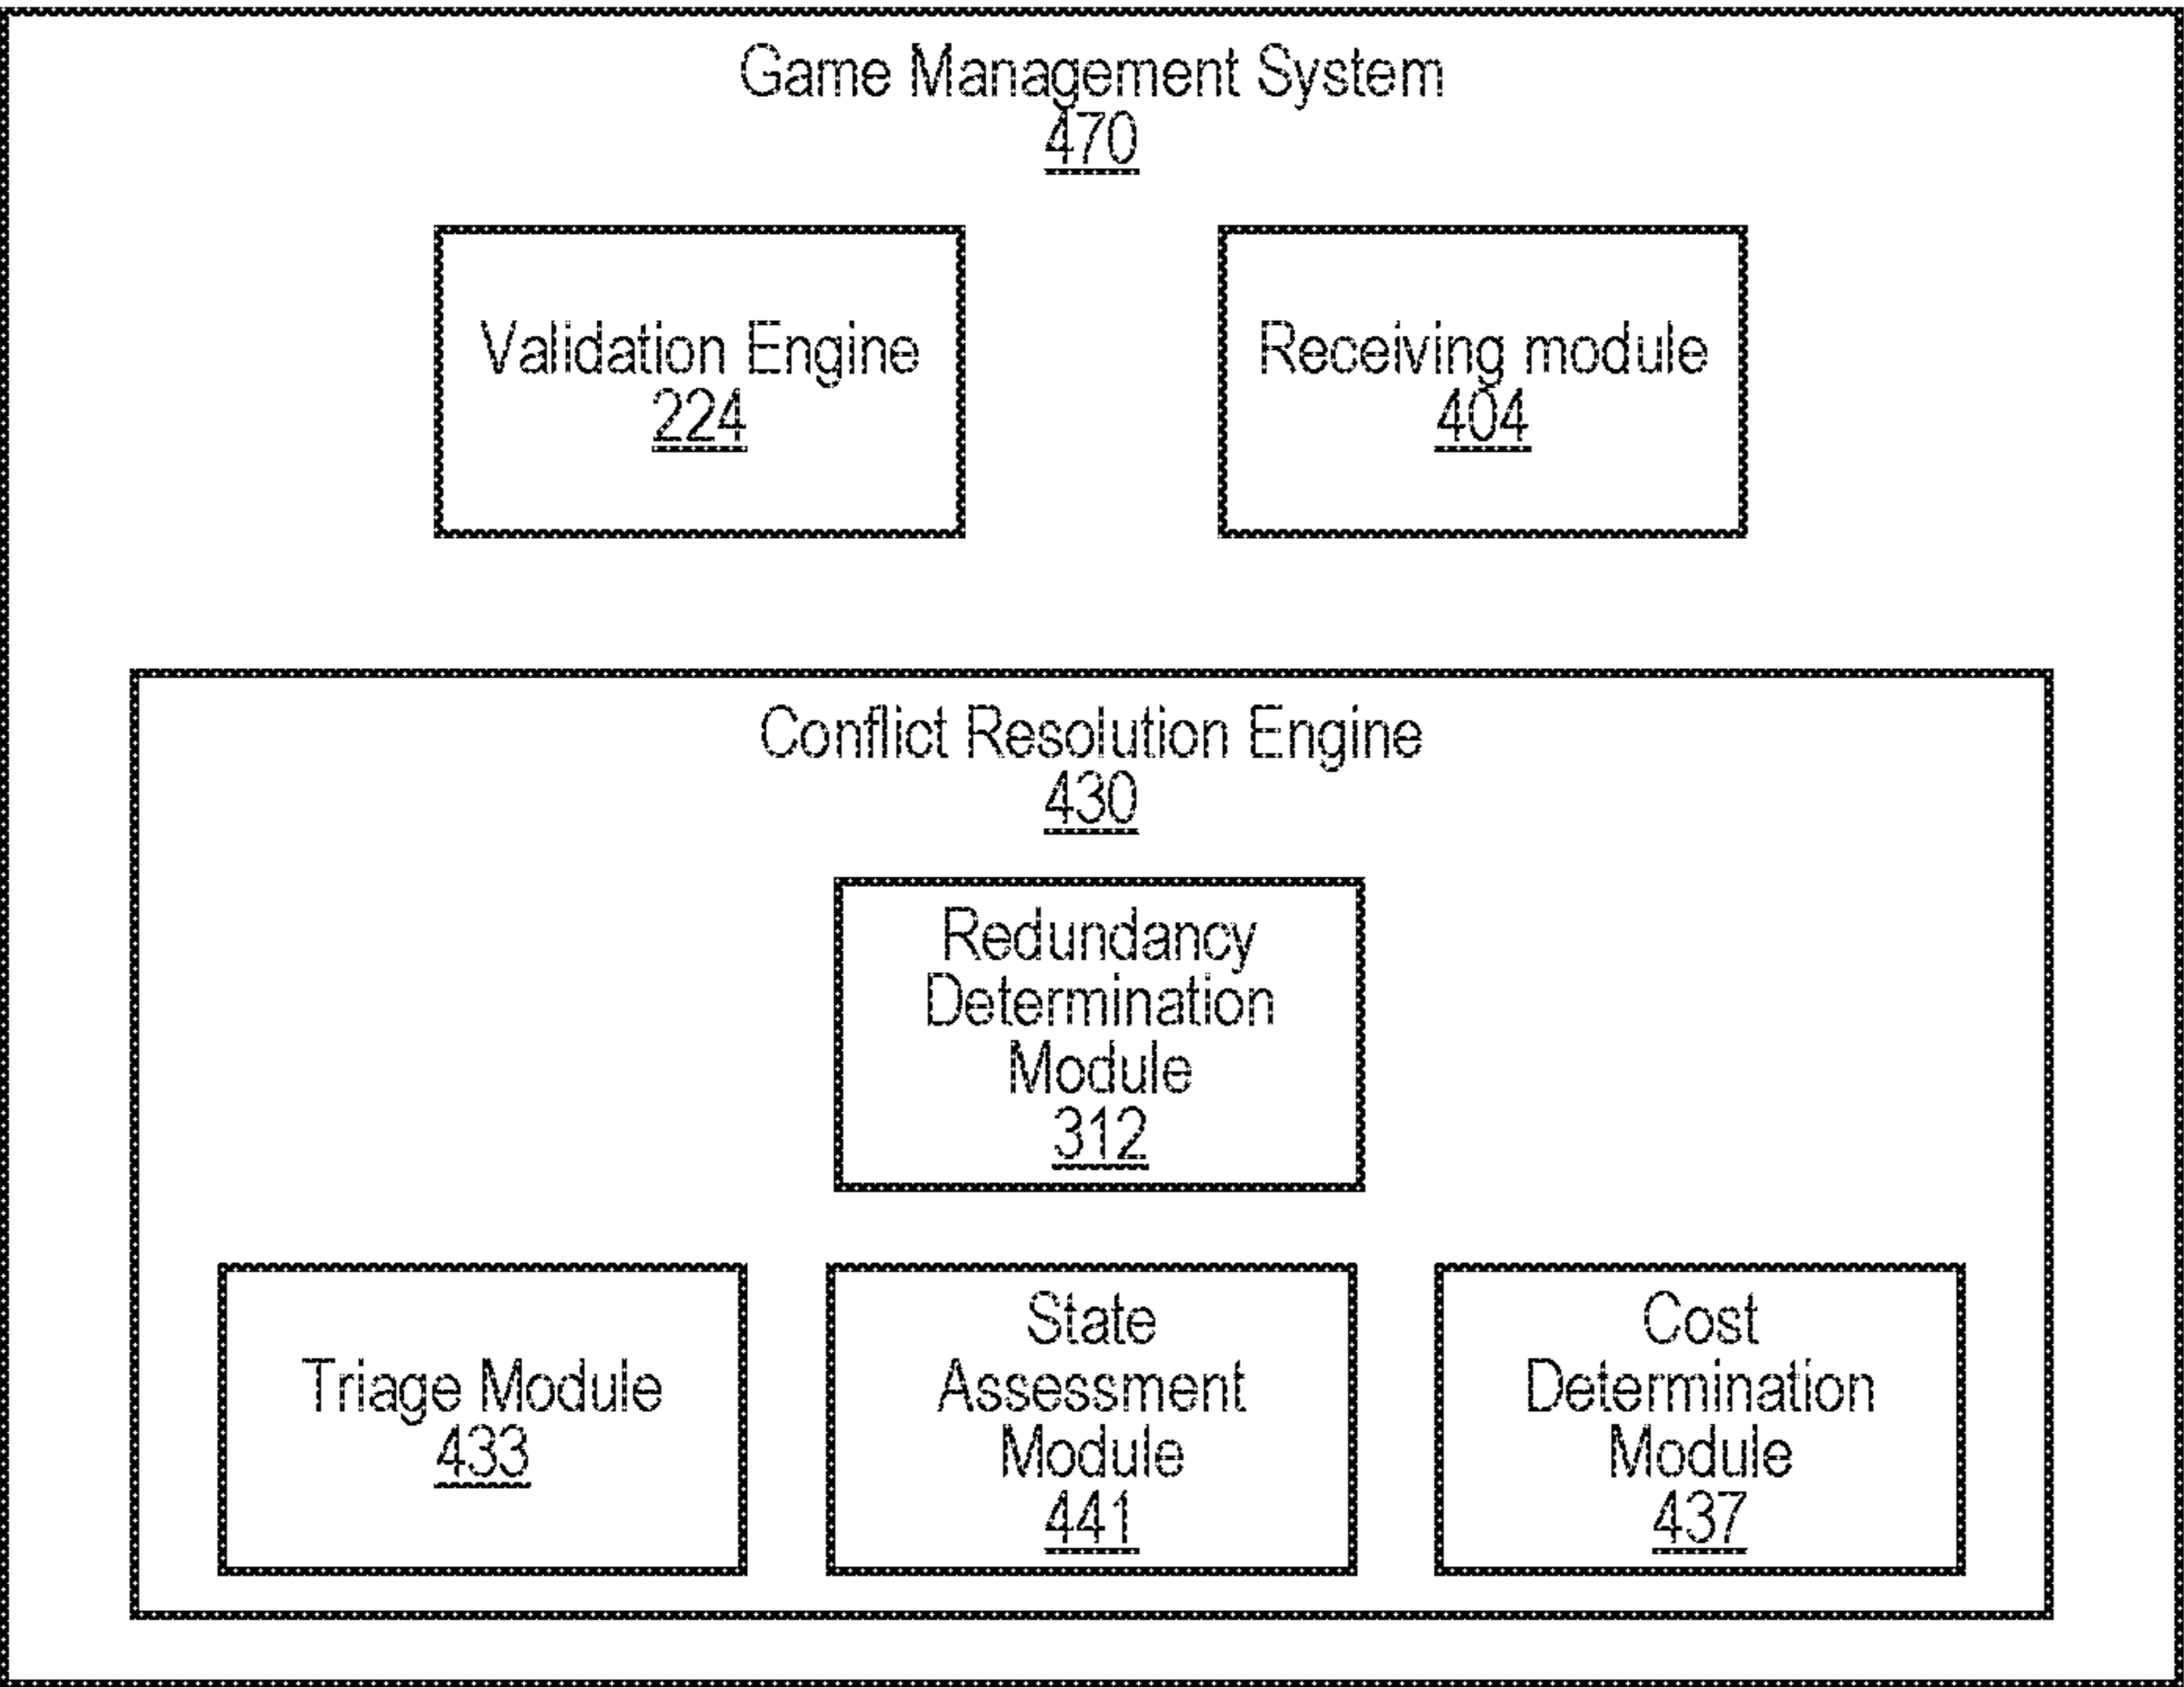 Game Management System
470
Validation Engine
224
Receiving module
404
Conflict Resolution Engine
430
Redundancy
Determination
Module
312
Triage Module
433
State
Assessment
Module
441
Cost
Determination
Module
437